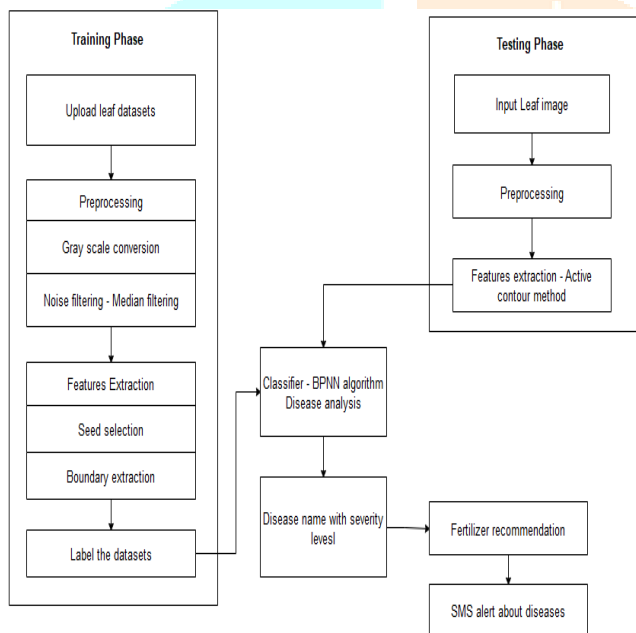 Training Phase
Upload leaf datasets
Preprocessing
Gray scale conversion
Noise filtering - Median filtering
Features Extraction
Seed selection
Boundary extraction
Label the datasets
Testing Phase
Input Leaf image
Preprocessing
Features extraction - Active
contour method
Classifier - BPNN algorithm
Disease analysis
Disease name with severity
levesl
Fertilizer recommendation
SMS alert about diseases